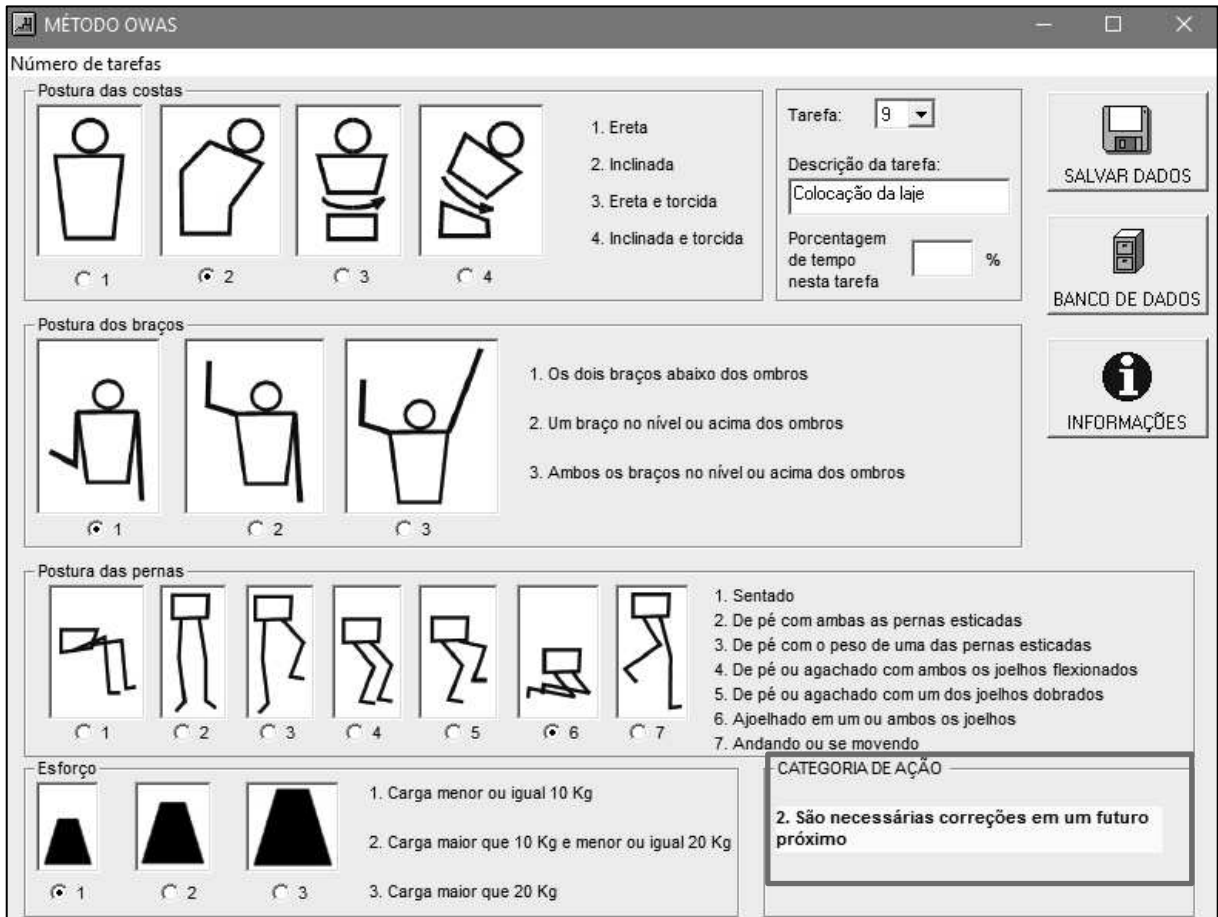 MÉTODO OWAS
Número de tarefas
Postura das costas
1. Ereta
2. Inclinada
3. Ereta e torcida
4. Inclinada e torcida
1 2 3 4
Tarefa: 9
Descrição da tarefa:
Colocação da laje
Porcentagem
de tempo %
nesta tarefa
SALVAR DADOS
BANCO DE DADOS
INFORMAÇÕES
Postura dos braços
1. Os dois braços abaixo dos ombros
2. Um braço no nível ou acima dos ombros
3. Ambos os braços no nível ou acima dos ombros
1 2 3
Postura das pernas
1. Sentado
2. De pé com ambas as pernas esticadas
3. De pé com o peso de uma das pernas esticadas
4. De pé ou agachado com ambos os joelhos flexionados
5. De pé ou agachado com um dos joelhos dobrados
6. Ajoelhado em um ou ambos os joelhos
7. Andando ou se movendo
1 2 3 4 5 6 7
Esforço
1. Carga menor ou igual 10 Kg
2. Carga maior que 10 Kg e menor ou igual 20 Kg
3. Carga maior que 20 Kg
1 2 3
CATEGORIA DE AÇÃO
2. São necessárias correções em um futuro
próximo